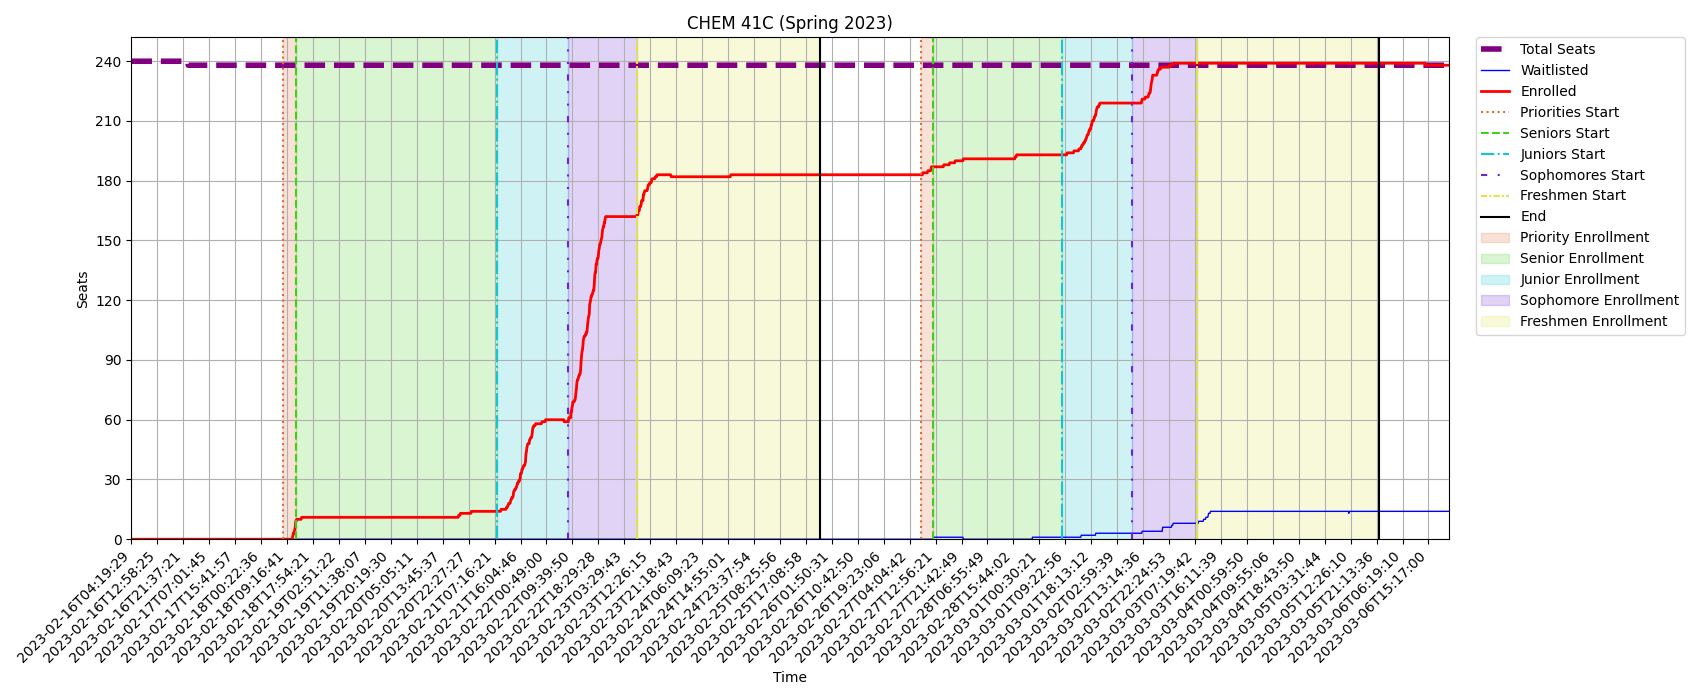 CHEM 41C (Spring 2023)
Seats
240
210
180
150
120
90
60
30
0
2023-02-16T04:19:29
2023-02-16T12:58:25
2023-02-16T21:37:21
2023-02-17T07:01:45
2023-02-17T15:41:57
2023-02-18T00:22:36
2023-02-18T09:16:41
2023-02-18T17:54:21
2023-02-19T02:51:22
2023-02-19T11:38:07
2023-02-19T20:19:30
2023-02-20T05:05:11
2023-02-20T13:45:37
2023-02-20T22:27:27
2023-02-21T07:16:21
2023-02-21T16:04:46
2023-02-22T00:49:00
2023-02-22T09:39:50
2023-02-22T18:29:28
2023-02-23T03:29:43
2023-02-23T12:26:15
2023-02-23T21:18:43
2023-02-24T06:09:23
2023-02-24T14:55:01
2023-02-24T23:37:54
2023-02-25T08:25:56
2023-02-25T17:08:58
2023-02-26T01:50:31
2023-02-26T10:42:50
2023-02-26T19:23:06
2023-02-27T04:04:42
2023-02-27T12:56:21
2023-02-27T21:42:49
2023-02-28T06:55:49
2023-02-28T15:44:02
2023-03-01T00:30:21
2023-03-01T09:22:56
2023-03-01T18:13:12
2023-03-02T02:59:39
2023-03-02T13:14:36
2023-03-02T22:24:53
2023-03-03T07:19:42
2023-03-03T16:11:39
2023-03-04T00:59:50
2023-03-04T09:55:06
2023-03-04T18:43:50
2023-03-05T03:31:44
2023-03-05T12:26:10
2023-03-05T21:13:36
2023-03-06T06:19:10
2023-03-06T15:17:00
Time
Total Seats
Waitlisted
Enrolled
Priorities Start
Seniors Start
Juniors Start
Sophomores Start
Freshmen Start
End
Priority Enrollment
Senior Enrollment
Junior Enrollment
Sophomore Enrollment
Freshmen Enrollment